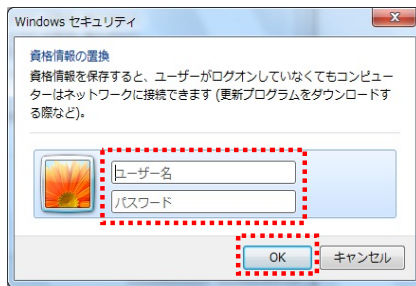 Windows セキュリティ
資格情報の置換
資格情報を保存すると、ユーザーがログオンしていなくてもコンピュー
ターはネットワークに接続できます (更新プログラムをダウンロードす
る際など)。
ユーザー名
パスワード
OK
キャンセル